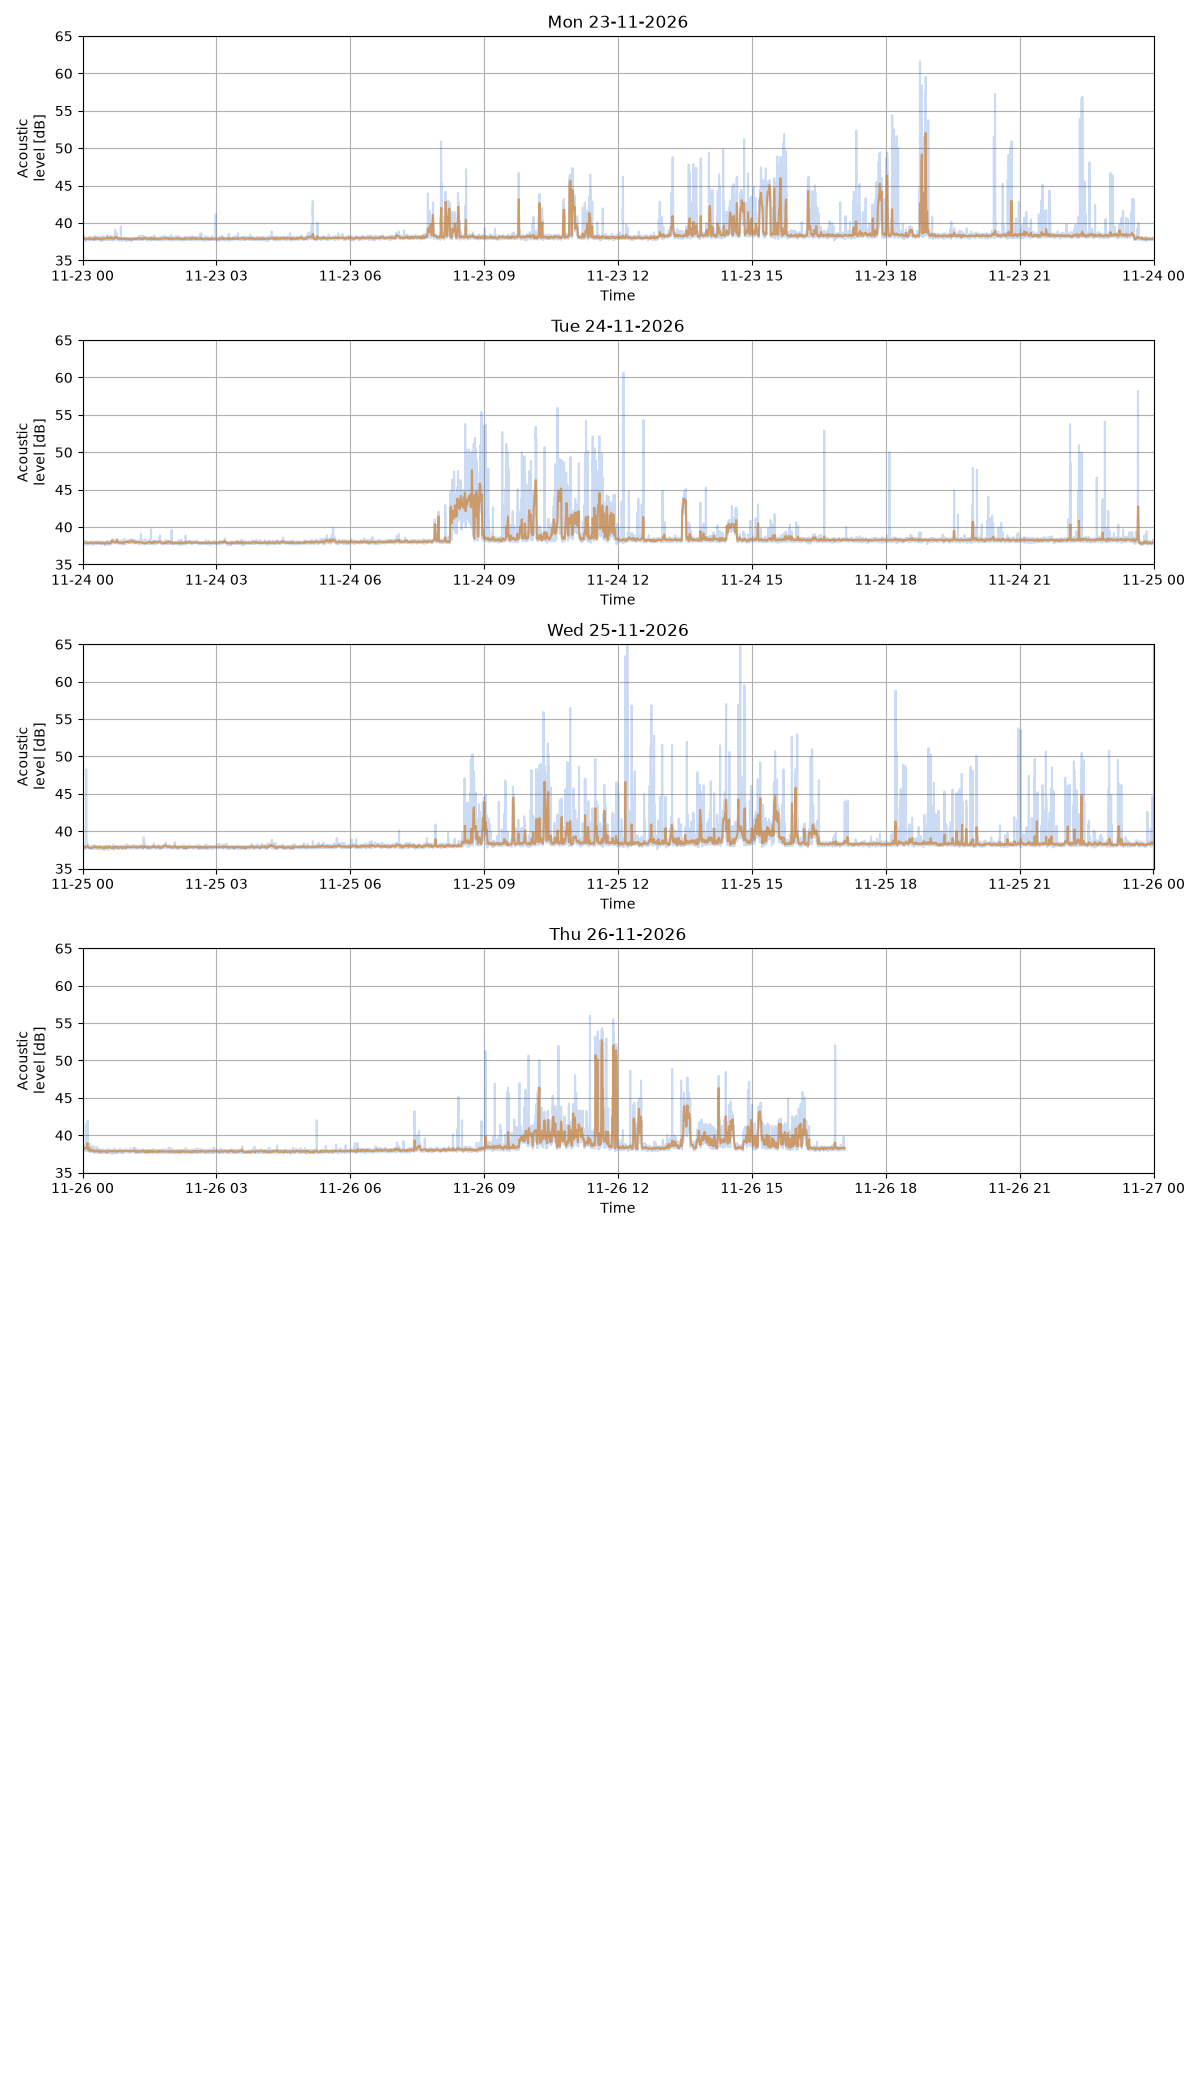 Mon 23-11-2026
65
60
55
50
45
40
35
Acoustic
level [dB]
11-23 00 11-23 03 11-23 06 11-23 09 11-23 12 11-23 15 11-23 18 11-23 21 11-24 00
Time
Tue 24-11-2026
65
60
55
50
45
40
35
Acoustic
level [dB]
11-24 00 11-24 03 11-24 06 11-24 09 11-24 12 11-24 15 11-24 18 11-24 21 11-25 00
Time
Wed 25-11-2026
65
60
55
50
45
40
35
Acoustic
level [dB]
11-25 00 11-25 03 11-25 06 11-25 09 11-25 12 11-25 15 11-25 18 11-25 21 11-26 00
Time
Thu 26-11-2026
65
60
55
50
45
40
35
Acoustic
level [dB]
11-26 00 11-26 03 11-26 06 11-26 09 11-26 12 11-26 15 11-26 18 11-26 21 11-27 00
Time